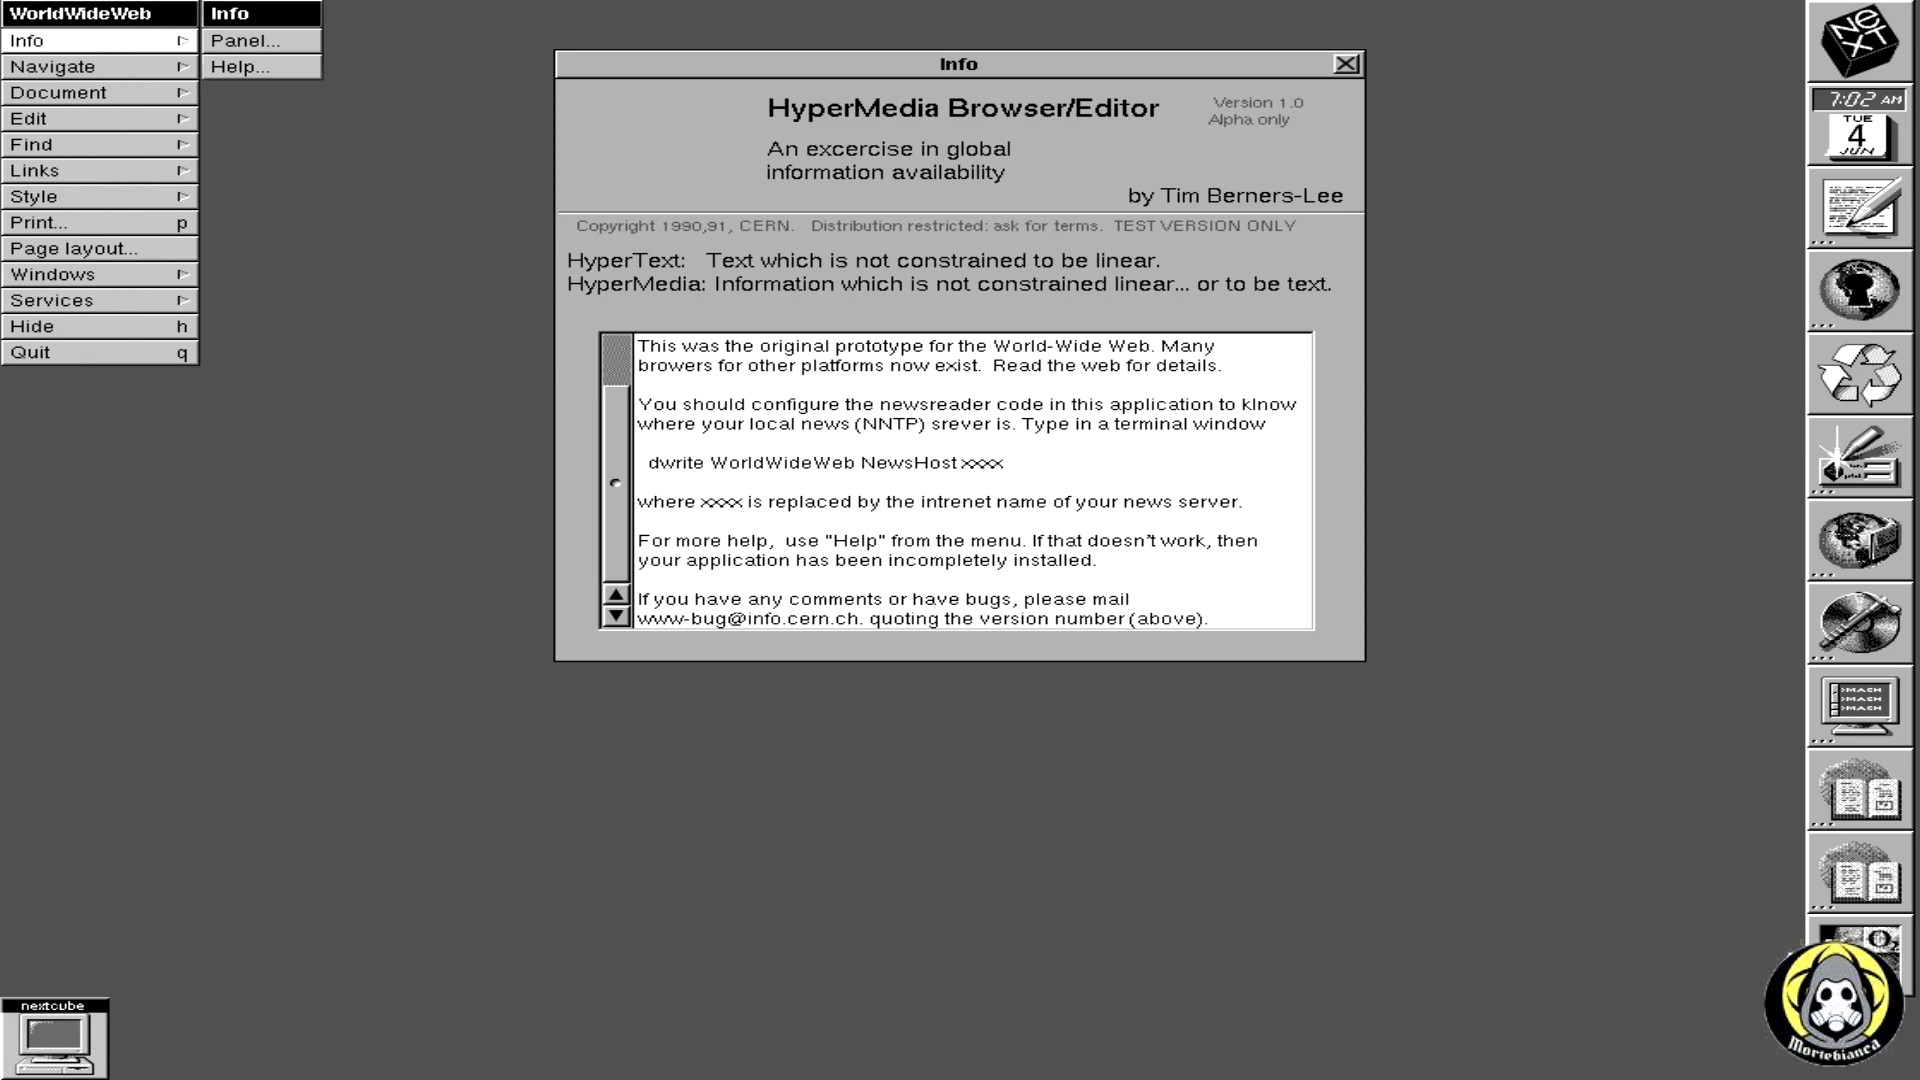 WorldWideWeb
Info
Navigate
Document
Edit
Find
Links
Style
Print... p
Page layout...
Windows
Services
Hide h
Quit q
Info
Panel...
Help...
Info
HyperMedia Browser/Editor
Version 1.0
Alpha only
An excercise in global
information availability
by Tim Berners-Lee
Copyright 1990,91, CERN. Distribution restricted: ask for terms. TEST VERSION ONLY
HyperText: Text which is not constrained to be linear.
HyperMedia: Information which is not constrained linear... or to be text.
This was the original prototype for the World-Wide Web. Many
browers for other platforms now exist. Read the web for details.
You should configure the newsreader code in this application to klnow
where your local news (NNTP) srever is. Type in a terminal window
dwrite WorldWideWeb NewsHost xxxx
where xxxx is replaced by the intrenet name of your news server.
For more help, use "Help" from the menu. If that doesn't work, then
your application has been incompletely installed.
If you have any comments or have bugs, please mail
www-bug@info.cern.ch. quoting the version number (above).
NeXT
7:02 AM
TUE
4
JUN
>MACH
>MACH
>MACH
nextcube
Mortebianca